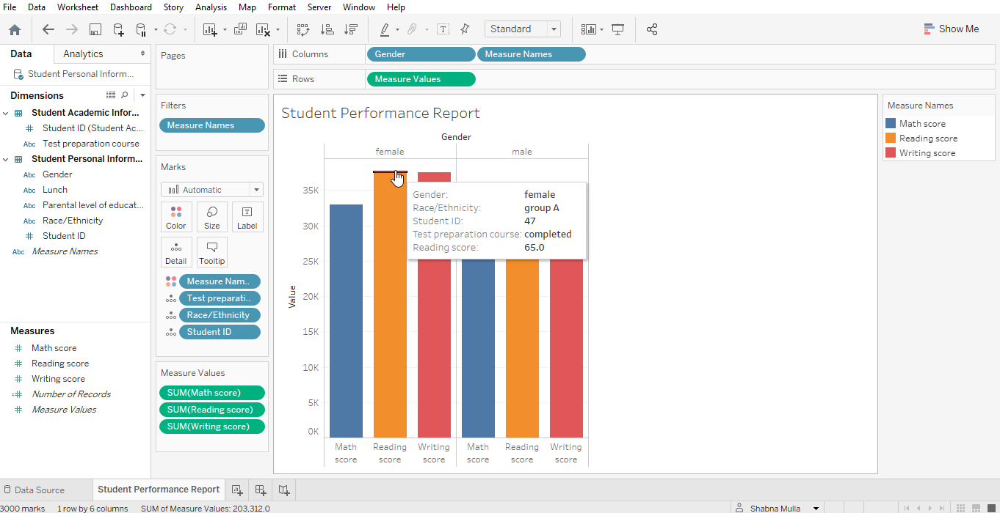 File Data Worksheet Dashboard Story Analysis Map Format Server Window Help
Standard
Show Me
Data Analytics
Student Personal Inform...
Dimensions
Student Academic Infor...
Student ID (Student Ac...
Abc Test preparation course
Student Personal Inform...
Abc Gender
Abc Lunch
Abc Parental level of educat...
Abc Race/Ethnicity
Student ID
Abc Measure Names
Measures
Math score
Reading score
Writing score
Number of Records
Measure Values
Pages
Filters
Measure Names
Marks
Automatic
Color Size Label
Detail Tooltip
Measure Nam..
Test preparati..
Race/Ethnicity
Student ID
Measure Values
SUM(Math score)
SUM(Reading score)
SUM(Writing score)
Columns Gender Measure Names
Rows Measure Values
Student Performance Report
Gender
female male
35K
30K
25K
20K
15K
10K
5K
0K
Value
Gender: female
Race/Ethnicity: group A
Student ID: 47
Test preparation course: completed
Reading score: 65.0
Math Reading Writing Math Reading Writing
score score score score score score
Measure Names
Math score
Reading score
Writing score
Data Source Student Performance Report
3000 marks 1 row by 6 columns SUM of Measure Values: 203,312.0 Shabna Mulla